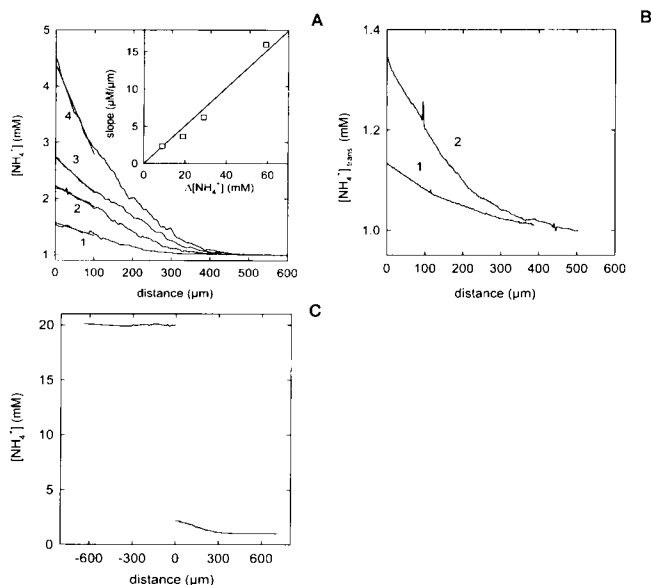 A
5
4
3
2
1
[NH4+] (mM)
0 100 200 300 400 500 600
distance (µm)
4
3
2
1
15
10
5
0
slope (µM/µm)
0 20 40 60
Δ[NH4+] (mM)
B
1.4
1.2
1.0
[NH4+]trans (mM)
0 100 200 300 400 500 600
distance (µm)
2
1
C
20
15
10
5
0
[NH4+] (mM)
-600 -300 0 300 600
distance (µm)